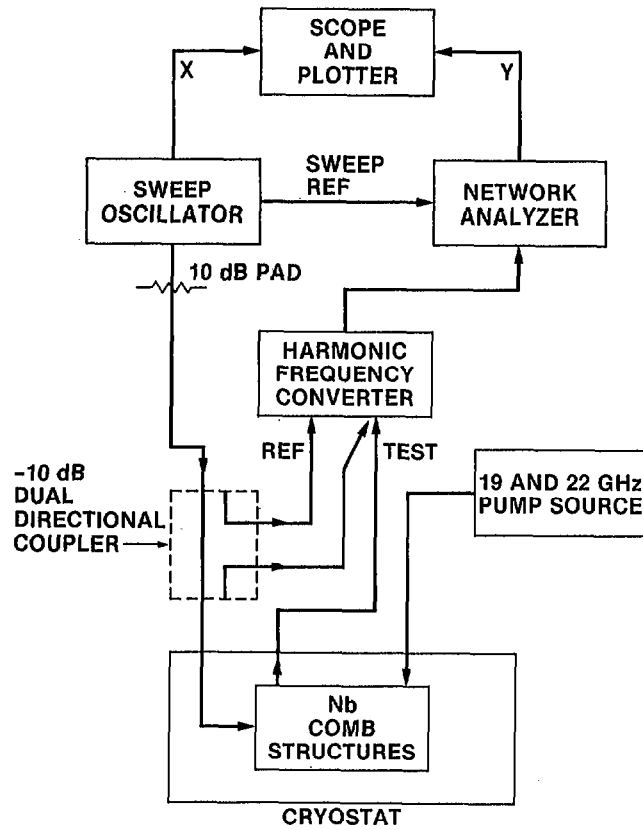 SCOPE
AND
PLOTTER
X
Y
SWEEP
OSCILLATOR
SWEEP
REF
NETWORK
ANALYZER
10 dB PAD
HARMONIC
FREQUENCY
CONVERTER
REF
TEST
-10 dB
DUAL
DIRECTIONAL
COUPLER
19 AND 22 GHz
PUMP SOURCE
Nb
COMB
STRUCTURES
CRYOSTAT